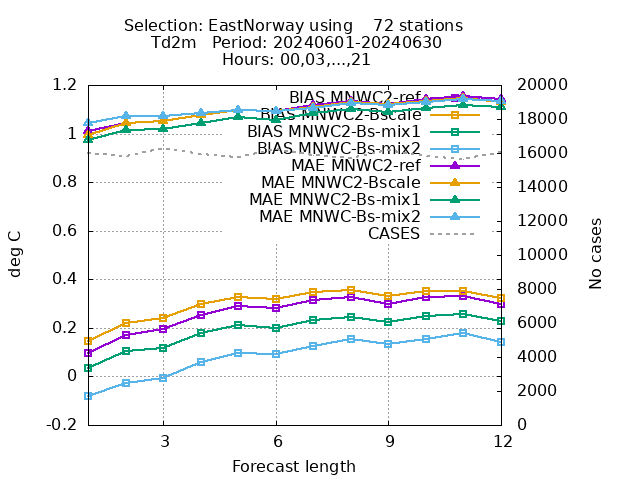 Selection: EastNorway using    72 stations
Td2m   Period: 20240601-20240630
Hours: 00,03,...,21
1.2
1
0.8
0.6
0.4
0.2
0
-0.2
deg C
20000
18000
16000
14000
12000
10000
8000
6000
4000
2000
0
No cases
BIAS MNWC2-ref
BIAS MNWC2-Bscale
BIAS MNWC2-Bs-mix1
BIAS MNWC-Bs-mix2
MAE MNWC2-ref
MAE MNWC2-Bscale
MAE MNWC2-Bs-mix1
MAE MNWC-Bs-mix2
CASES
3 6 9 12
Forecast length